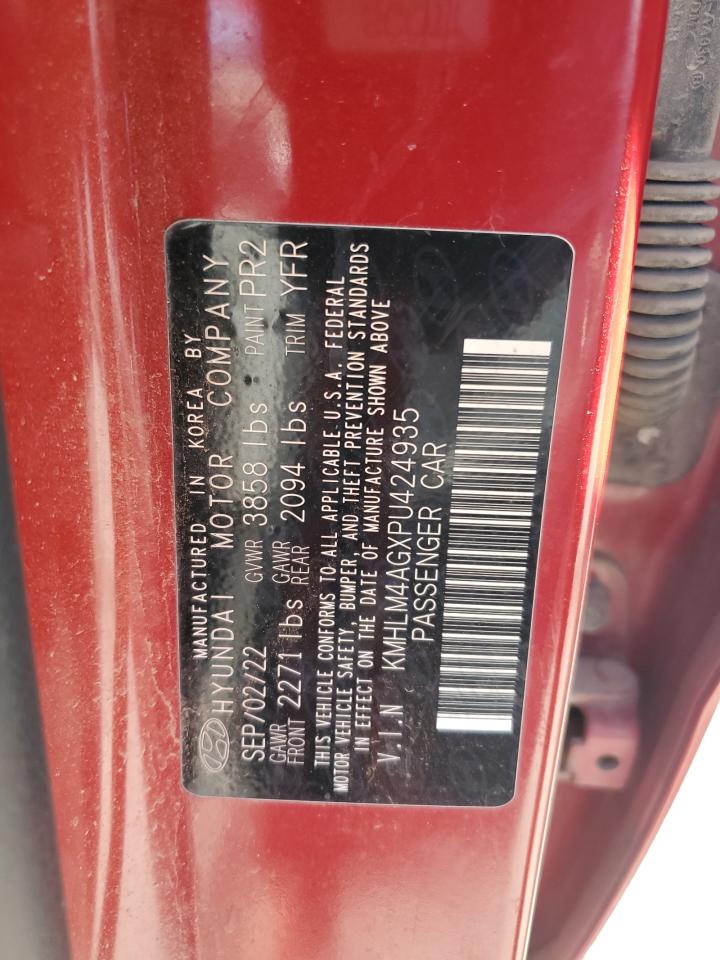 MANUFACTURED IN KOREA BY
HYUNDAI MOTOR COMPANY
SEP/02/22 GVWR 3858 lbs PAINT PR2
GAWR FRONT 2271 lbs GAWR REAR 2094 lbs TRIM YFR
THIS VEHICLE CONFORMS TO ALL APPLICABLE U.S.A. FEDERAL
MOTOR VEHICLE SAFETY, BUMPER, AND THEFT PREVENTION STANDARDS
IN EFFECT ON THE DATE OF MANUFACTURE SHOWN ABOVE
V.I.N KMHLM4AGXPU424935
PASSENGER CAR